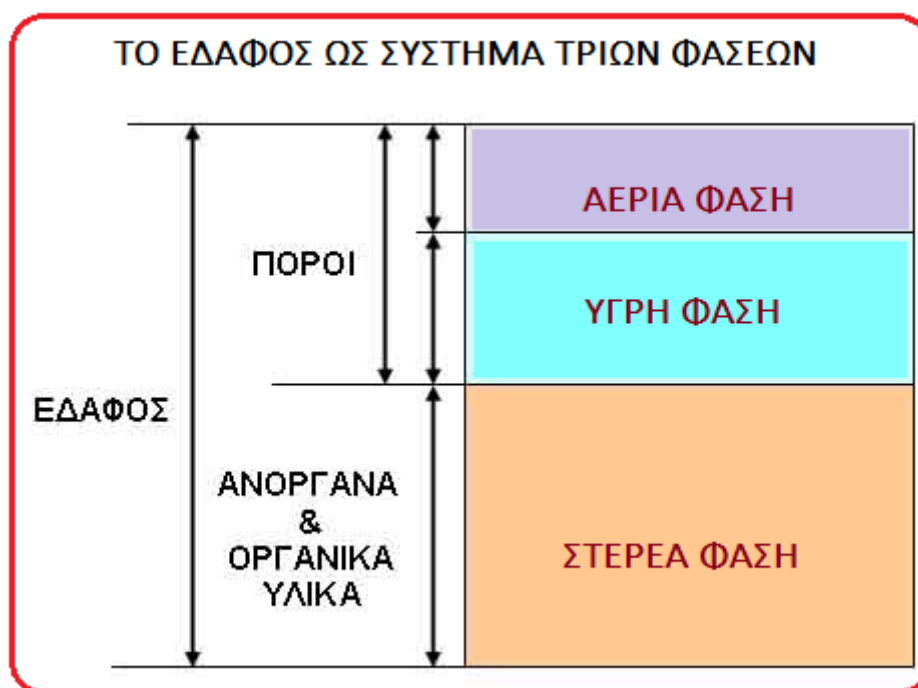 ΤΟ ΕΔΑΦΟΣ ΩΣ ΣΥΣΤΗΜΑ ΤΡΙΩΝ ΦΑΣΕΩΝ
ΑΕΡΙΑ ΦΑΣΗ
ΠΟΡΟΙ
ΥΓΡΗ ΦΑΣΗ
ΕΔΑΦΟΣ
ΑΝΟΡΓΑΝΑ
&
ΟΡΓΑΝΙΚΑ
ΥΛΙΚΑ
ΣΤΕΡΕΑ ΦΑΣΗ